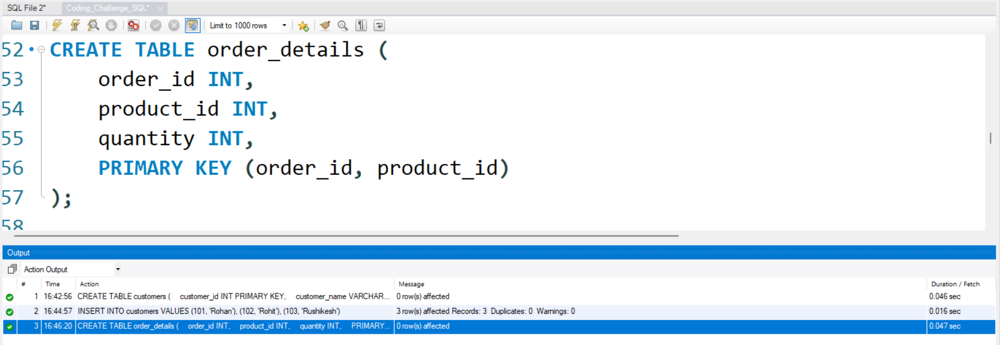 SQL File 2*
Coding_Challenge_SQL*
Limit to 1000 rows
52 CREATE TABLE order_details (
53 order_id INT,
54 product_id INT,
55 quantity INT,
56 PRIMARY KEY (order_id, product_id)
57 );
58
Output
Action Output
# Time Action Message Duration / Fetch
1 16:42:56 CREATE TABLE customers ( customer_id INT PRIMARY KEY, customer_name VARCHAR... 0 row(s) affected 0.046 sec
2 16:44:57 INSERT INTO customers VALUES (101, 'Rohan'), (102, 'Rohit'), (103, 'Rushikesh') 3 row(s) affected Records: 3 Duplicates: 0 Warnings: 0 0.016 sec
3 16:46:20 CREATE TABLE order_details ( order_id INT, product_id INT, quantity INT, PRIMARY... 0 row(s) affected 0.047 sec